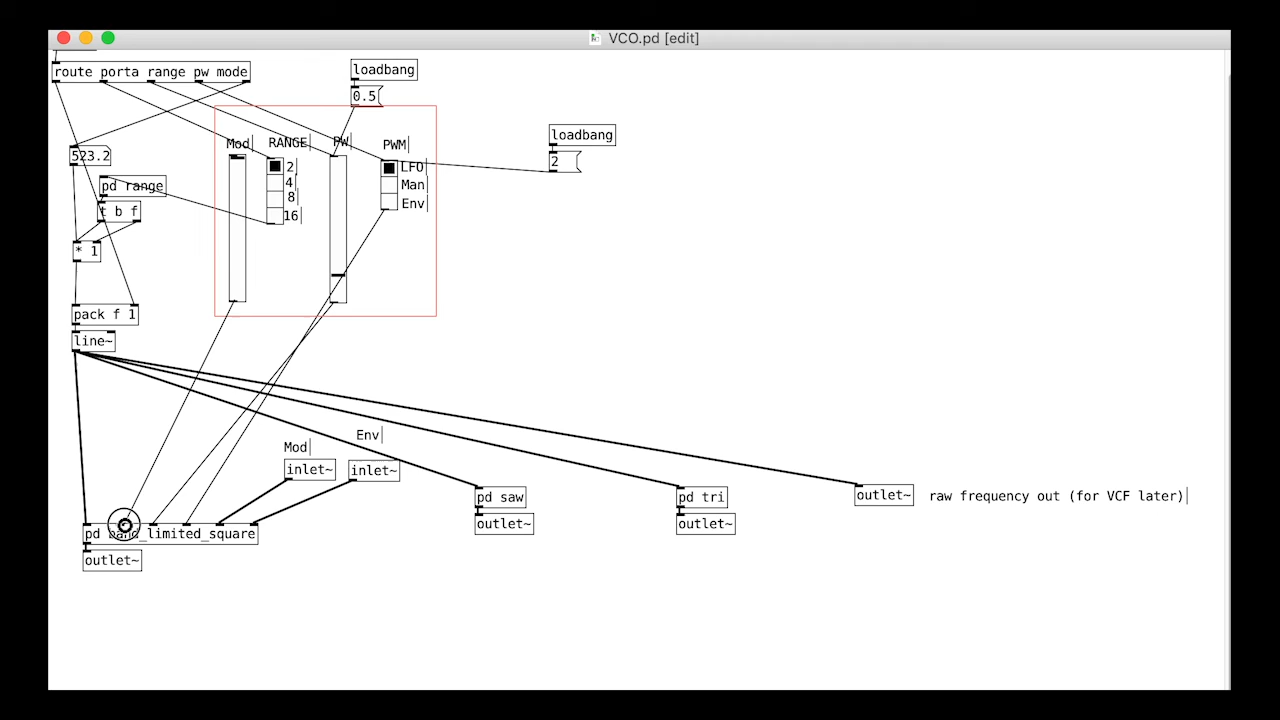 VCO.pd [edit]
route porta range pw mode
loadbang
0.5
loadbang
2
Mod
RANGE
PW
PWM
523.2
2
4
8
16
LFO
Man
Env
pd range
t b f
* 1
pack f 1
line~
Mod
Env
inlet~
inlet~
pd saw
outlet~
pd tri
outlet~
outlet~
raw frequency out (for VCF later)
pd band_limited_square
outlet~